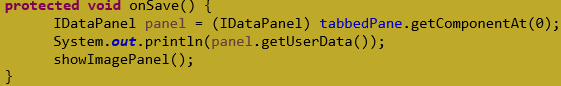 protected void onSave() {
IDataPanel panel = (IDataPanel) tabbedPane.getComponentAt(0);
System.out.println(panel.getUserData());
showImagePanel();
}